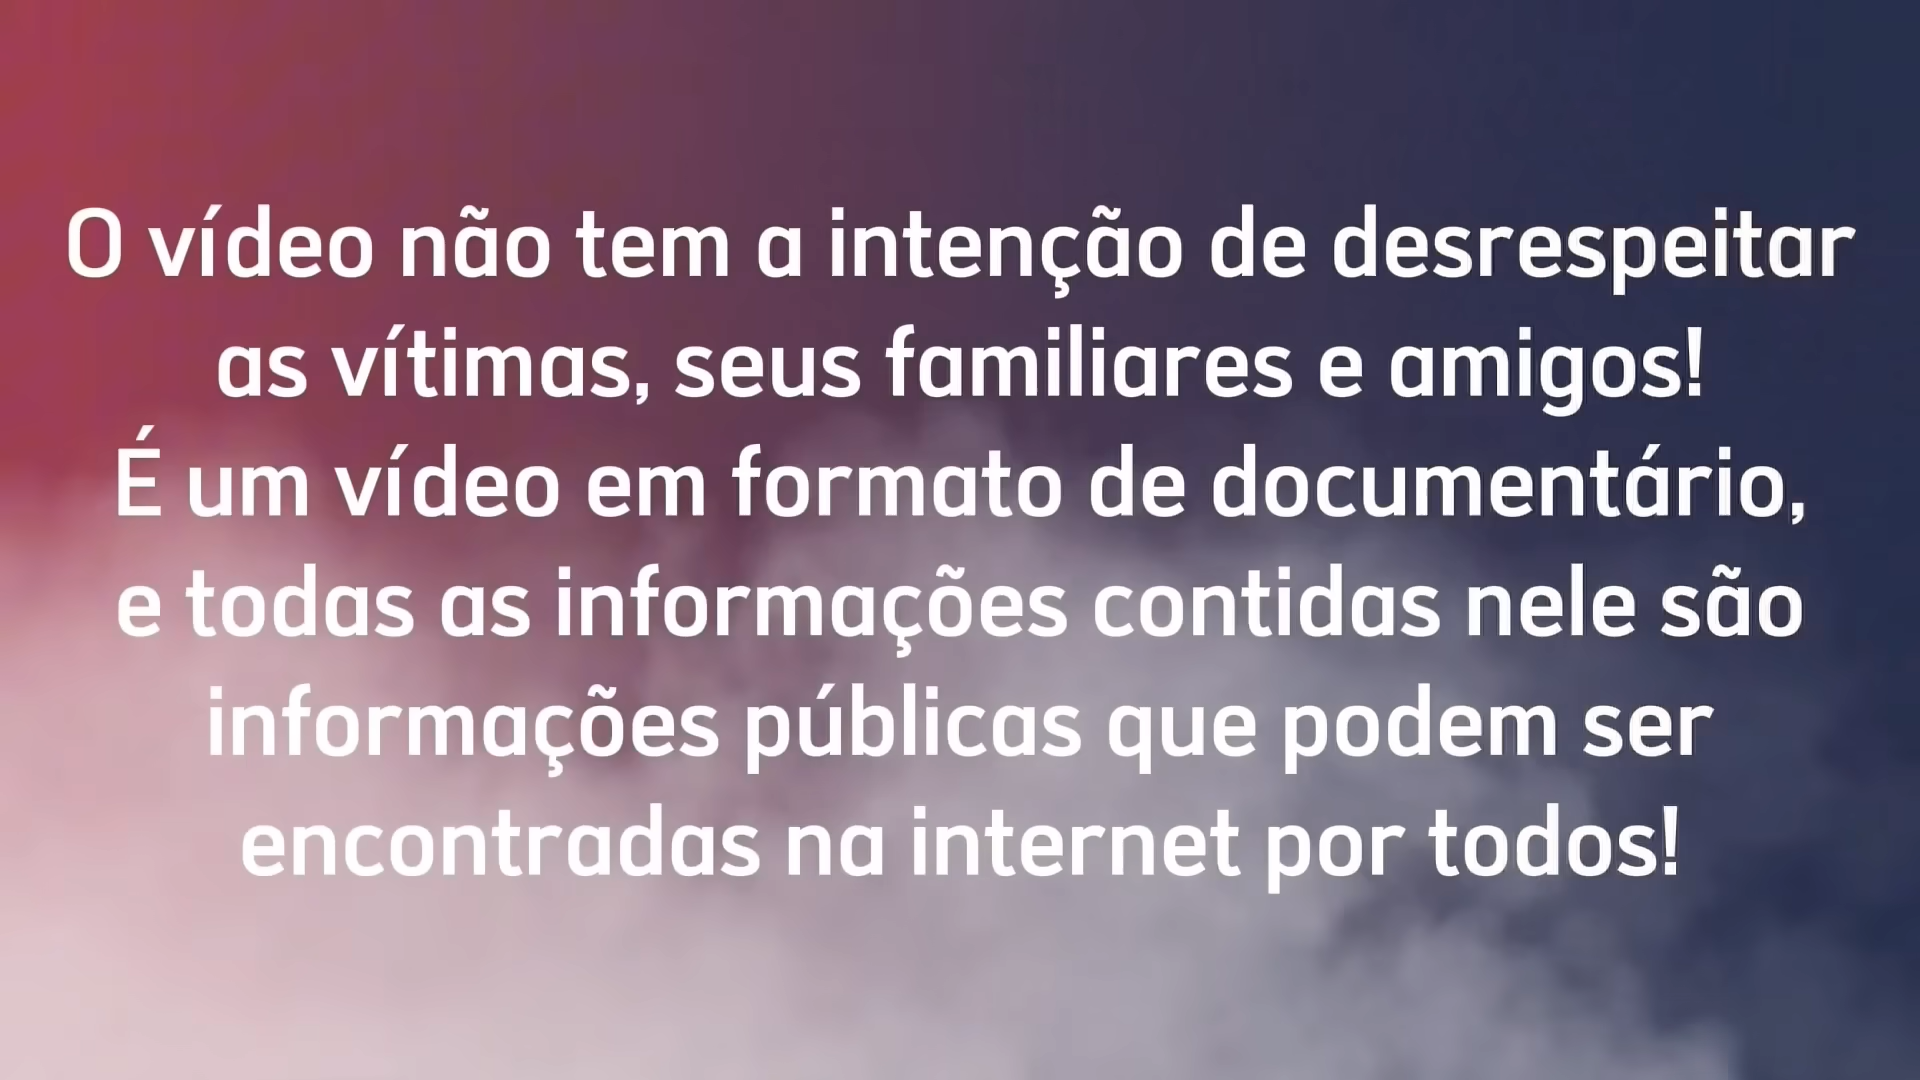 O vídeo não tem a intenção de desrespeitar
as vítimas, seus familiares e amigos!
É um vídeo em formato de documentário,
e todas as informações contidas nele são
informações públicas que podem ser
encontradas na internet por todos!